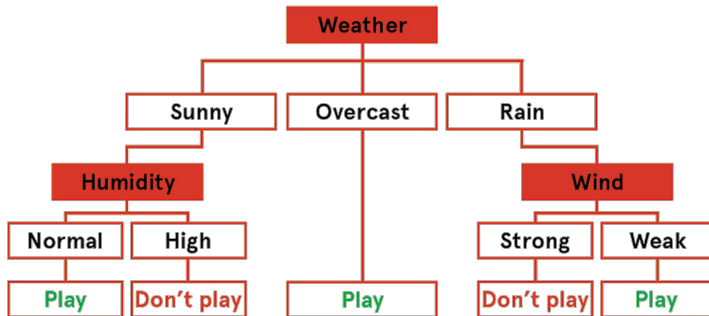 Weather
Sunny Overcast Rain
Humidity Wind
Normal High Strong Weak
Play Don't play Play Don't play Play